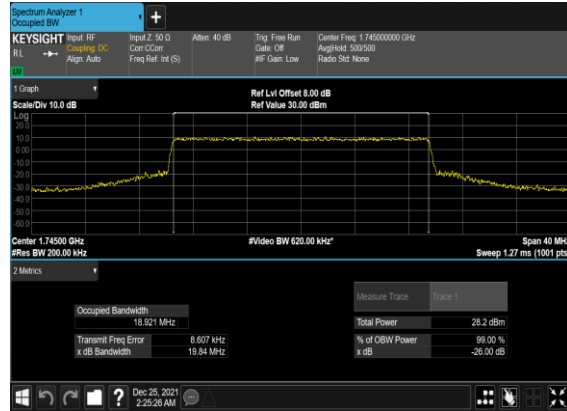 Spectrum Analyzer 1
Occupied BW
+
KEYSIGHT Input: RF Input Z: 50 Ω Atten: 40 dB Trig: Free Run Center Freq: 1.745000000 GHz
RL Coupling: DC Corr CCorr Gate: Off Avg|Hold: 500/500
Align: Auto Freq Ref: Int (S) #IF Gain: Low Radio Std: None
1 Graph Ref Lvl Offset 8.00 dB
Scale/Div 10.0 dB Ref Value 30.00 dBm
Log
20.0
10.0
0.00
-10.0
-20.0
-30.0
-40.0
-50.0
-60.0
Center 1.74500 GHz #Video BW 620.00 kHz* Span 40 MHz
#Res BW 200.00 kHz Sweep 1.27 ms (1001 pts
2 Metrics
Measure Trace Trace 1
Occupied Bandwidth
18.921 MHz Total Power 28.2 dBm
Transmit Freq Error 8.607 kHz % of OBW Power 99.00 %
x dB Bandwidth 19.84 MHz x dB -26.00 dB
? Dec 25, 2021
2:25:26 AM